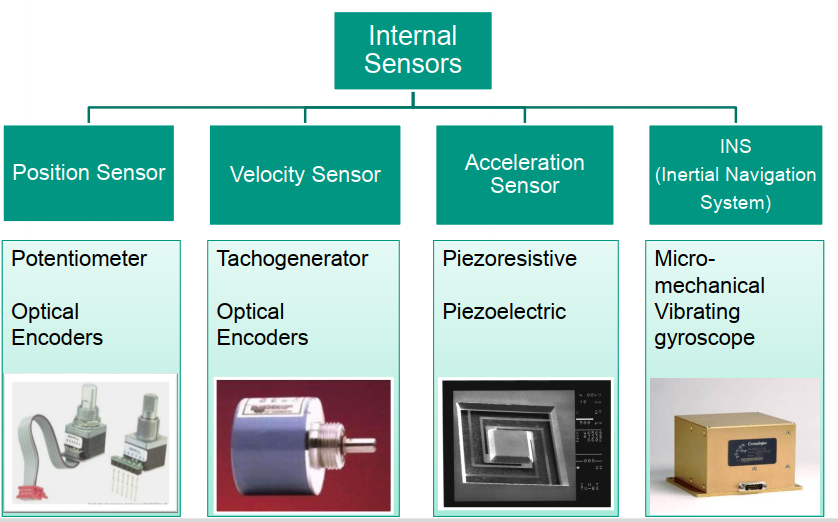 Internal
Sensors
Position Sensor
Velocity Sensor
Acceleration
Sensor
INS
(Inertial Navigation
System)
Potentiometer
Optical
Encoders
Tachogenerator
Optical
Encoders
Piezoresistive
Piezoelectric
Micro-
mechanical
Vibrating
gyroscope